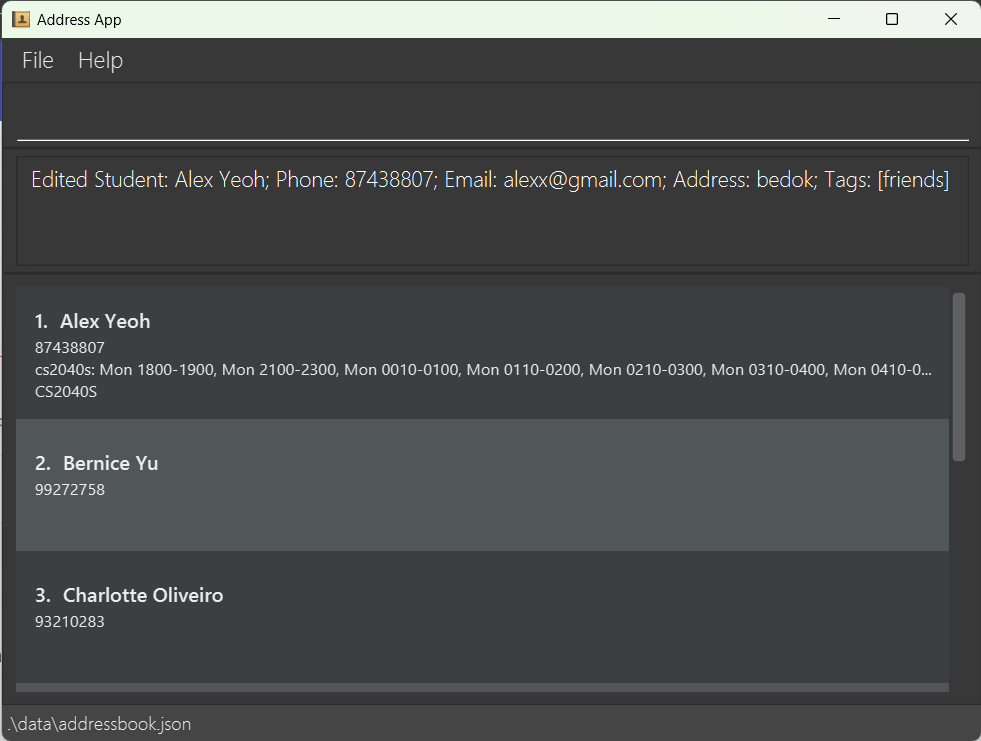 Address App
File Help
Edited Student: Alex Yeoh; Phone: 87438807; Email: alexx@gmail.com; Address: bedok; Tags: [friends]
1. Alex Yeoh
87438807
cs2040s: Mon 1800-1900, Mon 2100-2300, Mon 0010-0100, Mon 0110-0200, Mon 0210-0300, Mon 0310-0400, Mon 0410-0...
CS2040S
2. Bernice Yu
99272758
3. Charlotte Oliveiro
93210283
.\data\addressbook.json